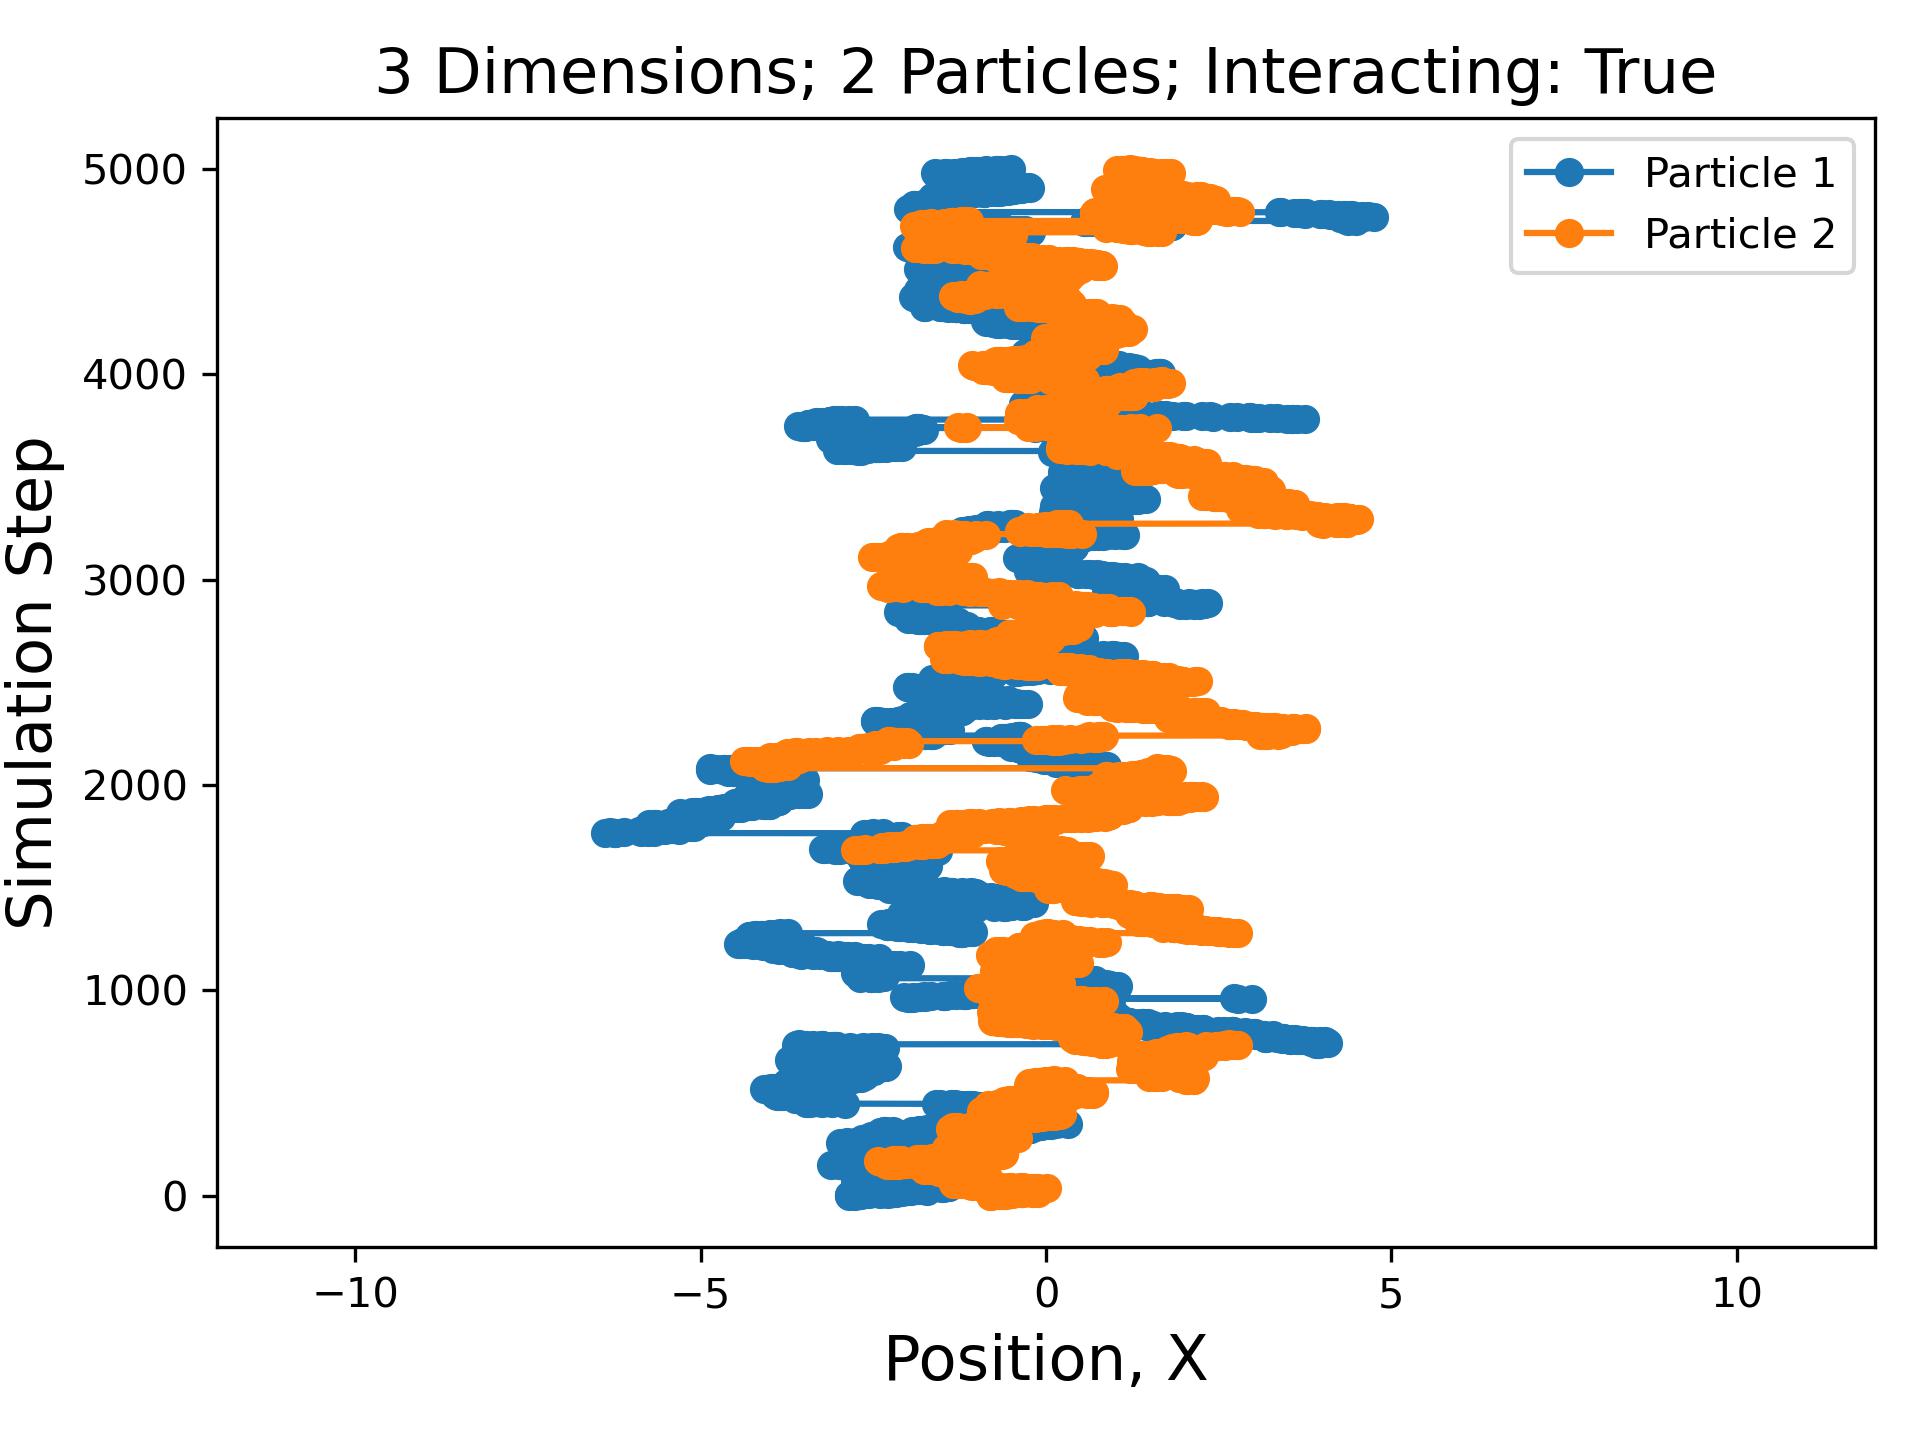 3 Dimensions; 2 Particles; Interacting: True
Particle 1
Particle 2
5000
4000
3000
2000
1000
0
Simulation Step
−10
−5
0
5
10
Position, X